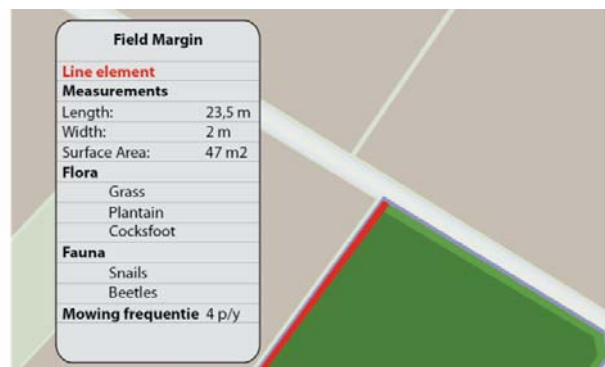 Field Margin
Line element
Measurements
Length: 23,5 m
Width: 2 m
Surface Area: 47 m2
Flora
Grass
Plantain
Cocksfoot
Fauna
Snails
Beetles
Mowing frequentie 4 p/y